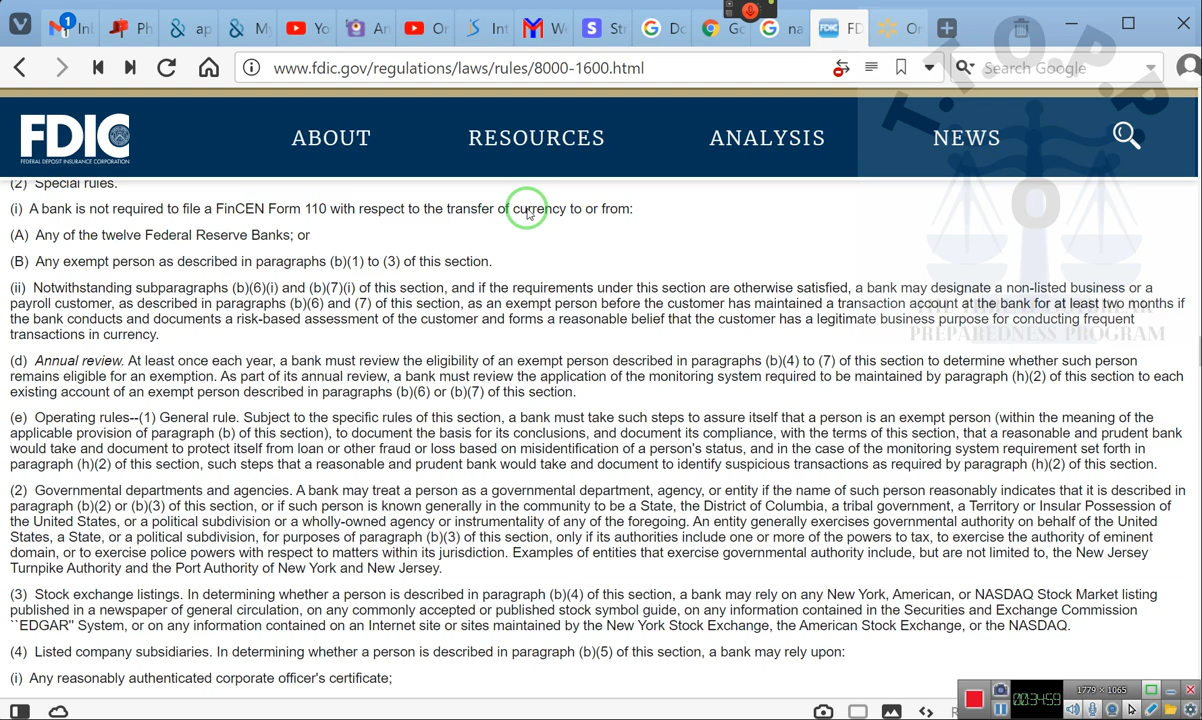 Int
Ph
ap
My
Yo
An
Or
Int
We
Str
Do
Go
na
FD
Or
www.fdic.gov/regulations/laws/rules/8000-1600.html
Search Google
T.O.P.P.
FDIC
FEDERAL DEPOSIT INSURANCE CORPORATION
ABOUT
RESOURCES
ANALYSIS
NEWS
(2) Special rules.
(i) A bank is not required to file a FinCEN Form 110 with respect to the transfer of currency to or from:
(A) Any of the twelve Federal Reserve Banks; or
(B) Any exempt person as described in paragraphs (b)(1) to (3) of this section.
(ii) Notwithstanding subparagraphs (b)(6)(i) and (b)(7)(i) of this section, and if the requirements under this section are otherwise satisfied, a bank may designate a non-listed business or a
payroll customer, as described in paragraphs (b)(6) and (7) of this section, as an exempt person before the customer has maintained a transaction account at the bank for at least two months if
the bank conducts and documents a risk-based assessment of the customer and forms a reasonable belief that the customer has a legitimate business purpose for conducting frequent
transactions in currency.
PREPAREDNESS PROGRAM
(d) Annual review. At least once each year, a bank must review the eligibility of an exempt person described in paragraphs (b)(4) to (7) of this section to determine whether such person
remains eligible for an exemption. As part of its annual review, a bank must review the application of the monitoring system required to be maintained by paragraph (h)(2) of this section to each
existing account of an exempt person described in paragraphs (b)(6) or (b)(7) of this section.
(e) Operating rules--(1) General rule. Subject to the specific rules of this section, a bank must take such steps to assure itself that a person is an exempt person (within the meaning of the
applicable provision of paragraph (b) of this section), to document the basis for its conclusions, and document its compliance, with the terms of this section, that a reasonable and prudent bank
would take and document to protect itself from loan or other fraud or loss based on misidentification of a person's status, and in the case of the monitoring system requirement set forth in
paragraph (h)(2) of this section, such steps that a reasonable and prudent bank would take and document to identify suspicious transactions as required by paragraph (h)(2) of this section.
(2) Governmental departments and agencies. A bank may treat a person as a governmental department, agency, or entity if the name of such person reasonably indicates that it is described in
paragraph (b)(2) or (b)(3) of this section, or if such person is known generally in the community to be a State, the District of Columbia, a tribal government, a Territory or Insular Possession of
the United States, or a political subdivision or a wholly-owned agency or instrumentality of any of the foregoing. An entity generally exercises governmental authority on behalf of the United
States, a State, or a political subdivision, for purposes of paragraph (b)(3) of this section, only if its authorities include one or more of the powers to tax, to exercise the authority of eminent
domain, or to exercise police powers with respect to matters within its jurisdiction. Examples of entities that exercise governmental authority include, but are not limited to, the New Jersey
Turnpike Authority and the Port Authority of New York and New Jersey.
(3) Stock exchange listings. In determining whether a person is described in paragraph (b)(4) of this section, a bank may rely on any New York, American, or NASDAQ Stock Market listing
published in a newspaper of general circulation, on any commonly accepted or published stock symbol guide, on any information contained in the Securities and Exchange Commission
``EDGAR'' System, or on any information contained on an Internet site or sites maintained by the New York Stock Exchange, the American Stock Exchange, or the NASDAQ.
(4) Listed company subsidiaries. In determining whether a person is described in paragraph (b)(5) of this section, a bank may rely upon:
(i) Any reasonably authenticated corporate officer's certificate;
0:34:59
1779 × 1065